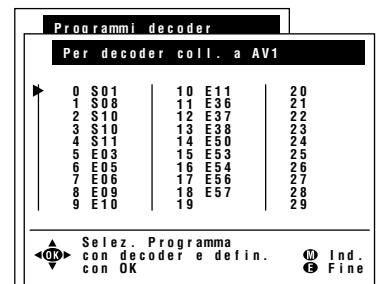 Programmi decoder
Per decoder coll. a AV1
0 S01 10 E11 20
1 S08 11 E36 21
2 S10 12 E37 22
3 S10 13 E38 23
4 S11 14 E50 24
5 E03 15 E53 25
6 E05 16 E54 26
7 E06 17 E56 27
8 E09 18 E57 28
9 E10 19 29
Selez. Programma
OK con decoder e defin. M Ind.
con OK E Fine